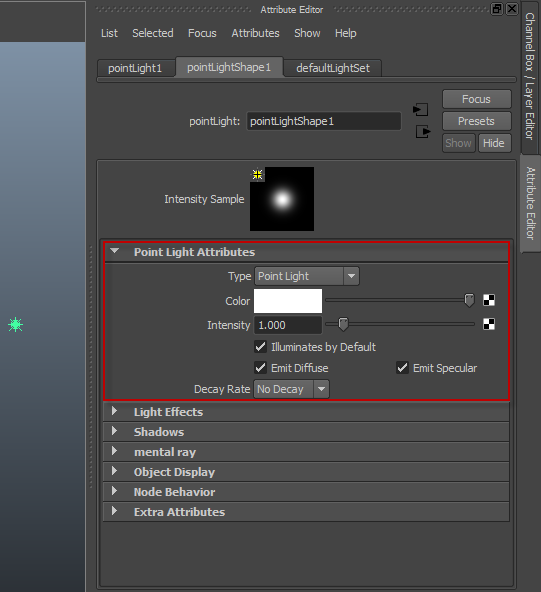 Attribute Editor
List Selected Focus Attributes Show Help
pointLight1 pointLightShape1 defaultLightSet
Focus
pointLight: pointLightShape1
Presets
Show Hide
Intensity Sample
Point Light Attributes
Type Point Light
Color
Intensity 1.000
Illuminates by Default
Emit Diffuse Emit Specular
Decay Rate No Decay
Light Effects
Shadows
mental ray
Object Display
Node Behavior
Extra Attributes
Channel Box / Layer Editor
Attribute Editor